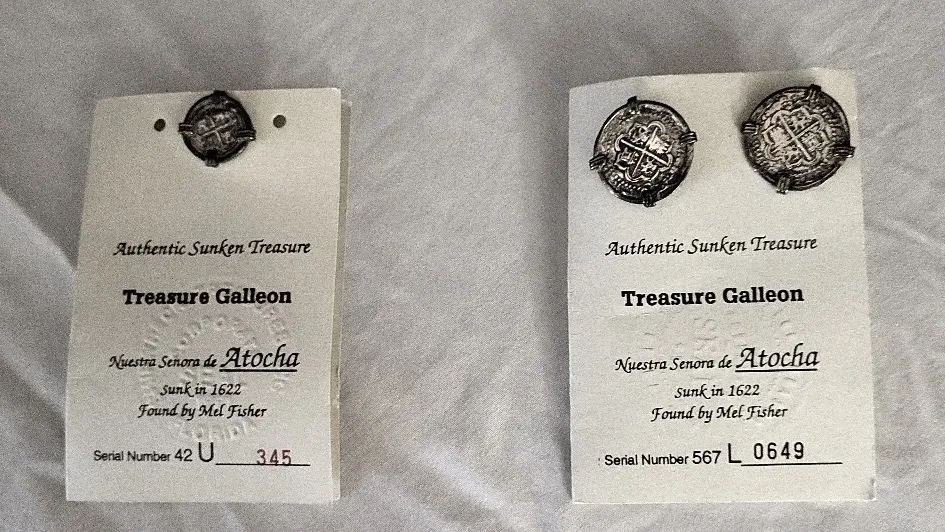 Authentic Sunken Treasure
Treasure Galleon
Nuestra Senora de Atocha
Sunk in 1622
Found by Mel Fisher
Serial Number 42 U 345
Authentic Sunken Treasure
Treasure Galleon
Nuestra Senora de Atocha
Sunk in 1622
Found by Mel Fisher
Serial Number 567 L 0649
FLORIDA